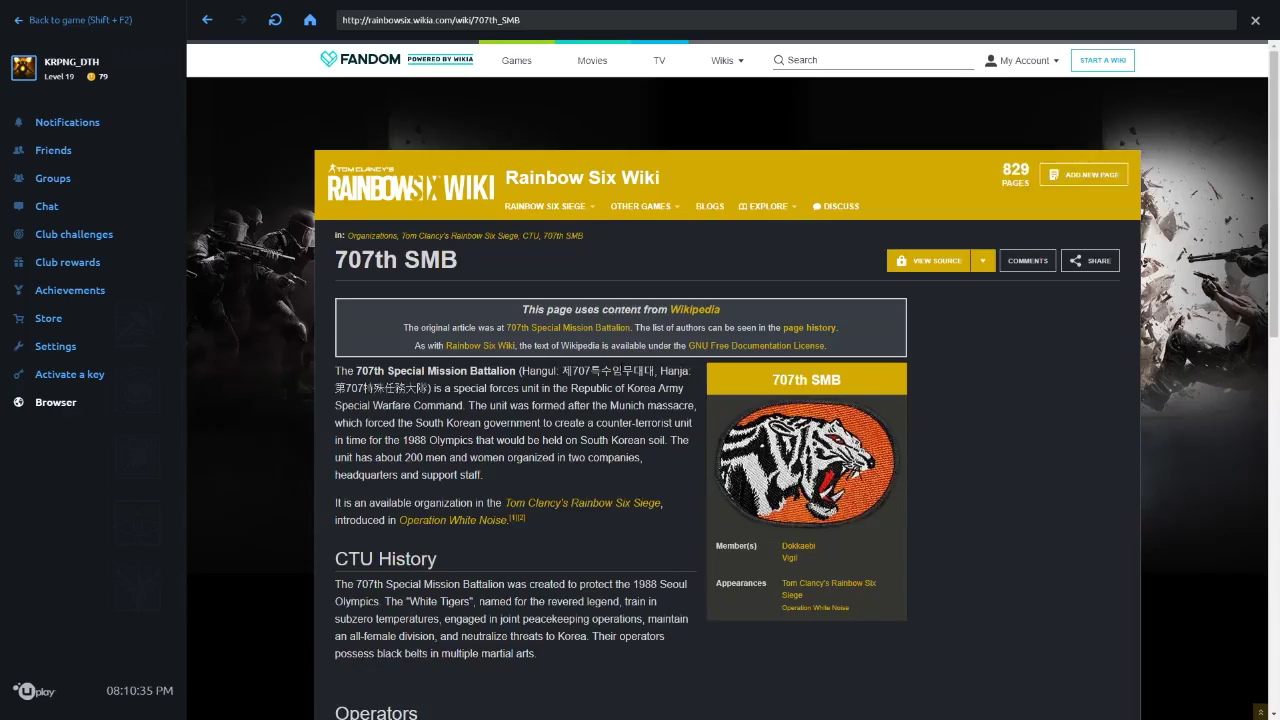 Back to game (Shift + F2)
http://rainbowsix.wikia.com/wiki/707th_SMB
KRPNG_DTH
Level 19 79
Notifications
Friends
Groups
Chat
Club challenges
Club rewards
Achievements
Store
Settings
Activate a key
Browser
uplay
08:10:35 PM
FANDOM POWERED BY WIKIA
Games Movies TV Wikis Search My Account START A WIKI
TOM CLANCY'S
RAINBOWSIX WIKI
Rainbow Six Wiki
829
PAGES
ADD NEW PAGE
RAINBOW SIX SIEGE OTHER GAMES BLOGS EXPLORE DISCUSS
in: Organizations, Tom Clancy's Rainbow Six Siege, CTU, 707th SMB
707th SMB
VIEW SOURCE COMMENTS SHARE
This page uses content from Wikipedia
The original article was at 707th Special Mission Battalion. The list of authors can be seen in the page history.
As with Rainbow Six Wiki, the text of Wikipedia is available under the GNU Free Documentation License.
The 707th Special Mission Battalion (Hangul: 제707특수임무대대, Hanja:
第707特殊任務大隊) is a special forces unit in the Republic of Korea Army
Special Warfare Command. The unit was formed after the Munich massacre,
which forced the South Korean government to create a counter-terrorist unit
in time for the 1988 Olympics that would be held on South Korean soil. The
unit has about 200 men and women organized in two companies,
headquarters and support staff.
It is an available organization in the Tom Clancy's Rainbow Six Siege,
introduced in Operation White Noise.[1][2]
CTU History
The 707th Special Mission Battalion was created to protect the 1988 Seoul
Olympics. The "White Tigers", named for the revered legend, train in
subzero temperatures, engaged in joint peacekeeping operations, maintain
an all-female division, and neutralize threats to Korea. Their operators
possess black belts in multiple martial arts.
Operators
707th SMB
Member(s) Dokkaebi
Vigil
Appearances Tom Clancy's Rainbow Six
Siege
Operation White Noise